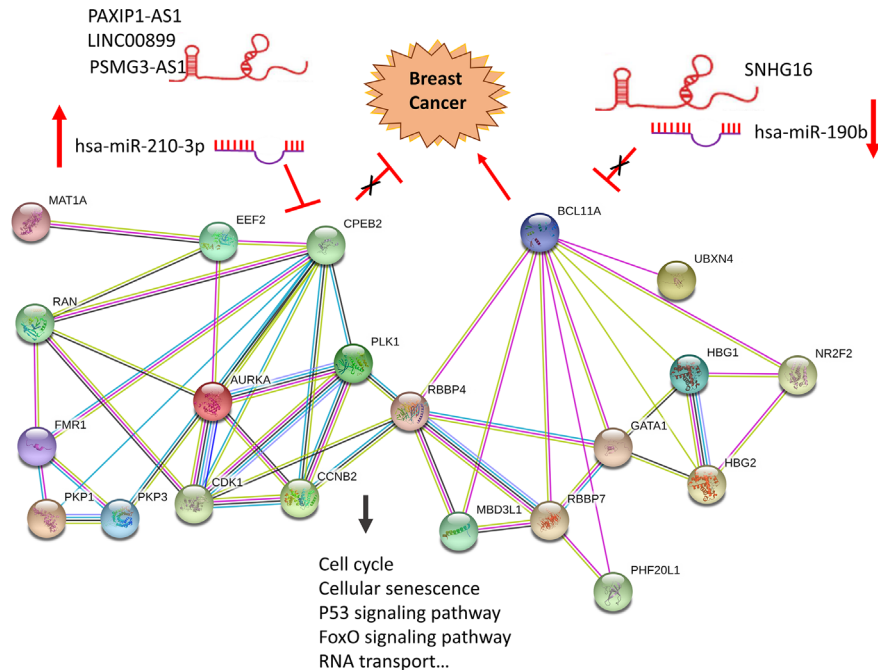 PAXIP1-AS1
LINC00899
PSMG3-AS1
Breast
Cancer
SNHG16
hsa-miR-210-3p
hsa-miR-190b
MAT1A
EEF2
CPEB2
BCL11A
UBXN4
RAN
PLK1
HBG1
NR2F2
AURKA
RBBP4
FMR1
GATA1
HBG2
PKP1
PKP3
CDK1
CCNB2
MBD3L1
RBBP7
PHF20L1
Cell cycle
Cellular senescence
P53 signaling pathway
FoxO signaling pathway
RNA transport...